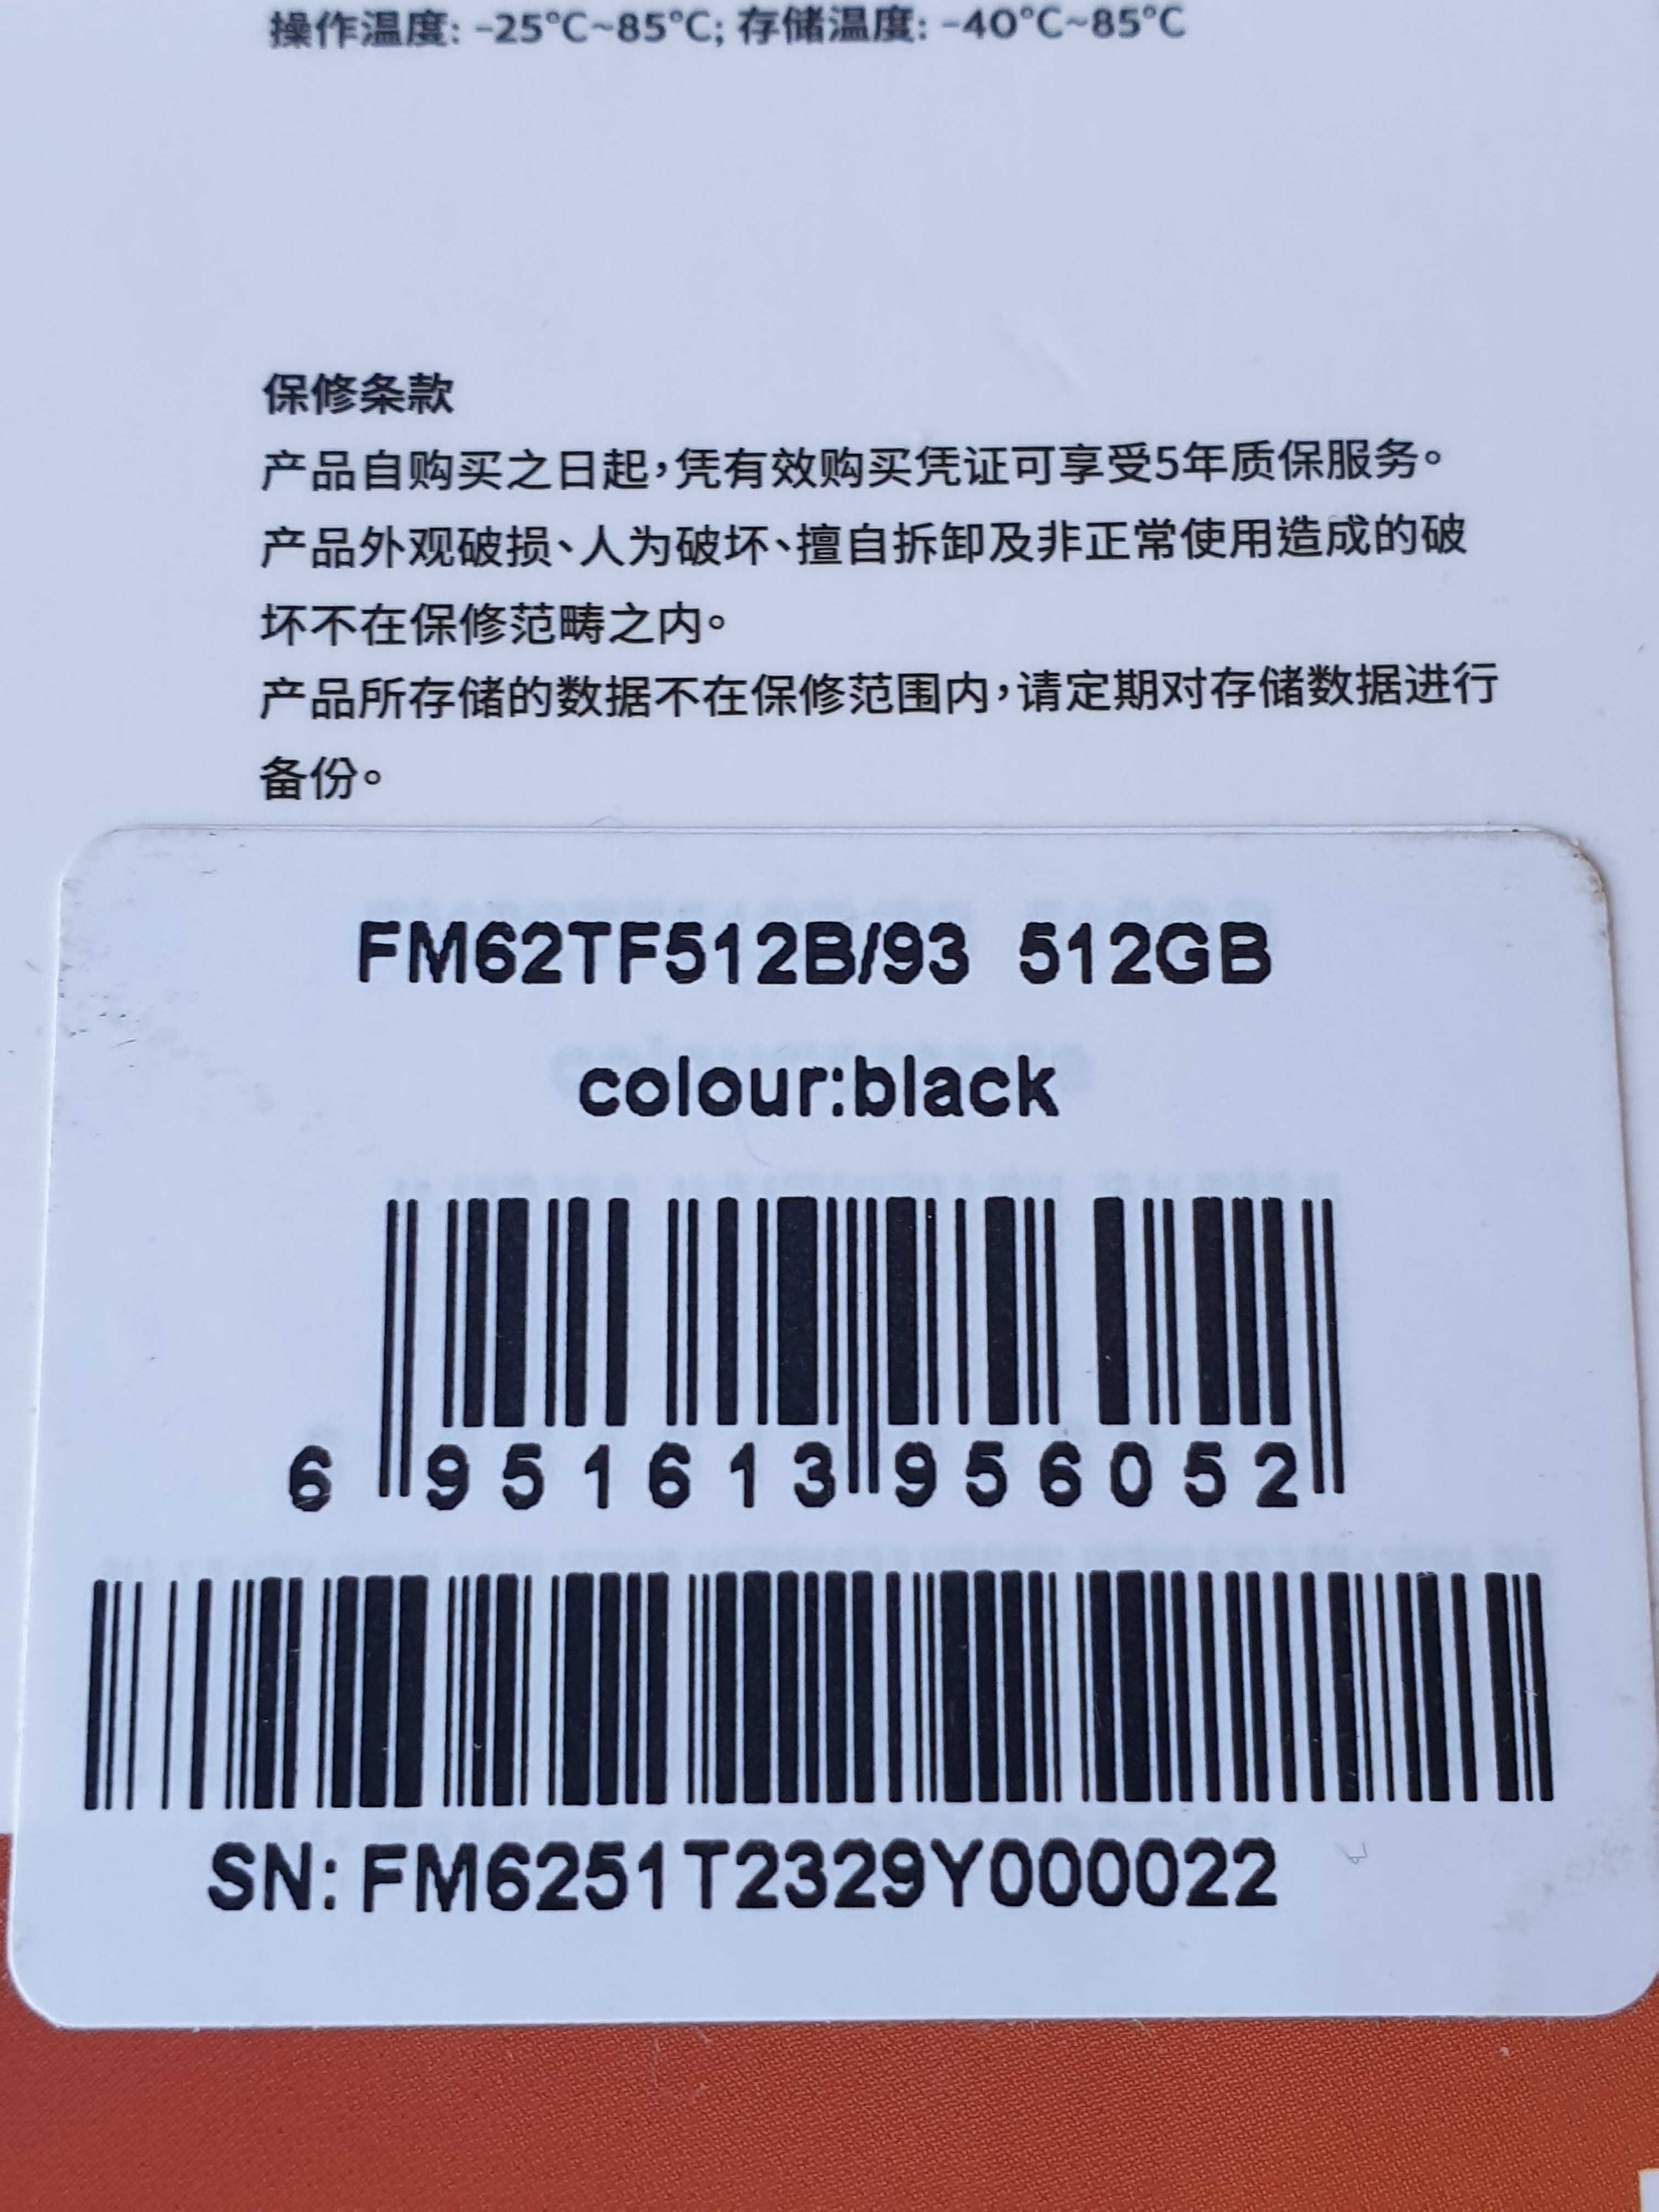 操作温度: -25℃~85℃; 存储温度: -40℃~85℃
保修条款
产品自购买之日起，凭有效购买凭证可享受5年质保服务。
产品外观破损、人为破坏、擅自拆卸及非正常使用造成的破
坏不在保修范畴之内。
产品所存储的数据不在保修范围内，请定期对存储数据进行
备份。
FM62TF512B/93 512GB
colour:black
6 951613 956052
SN: FM6251T2329Y000022